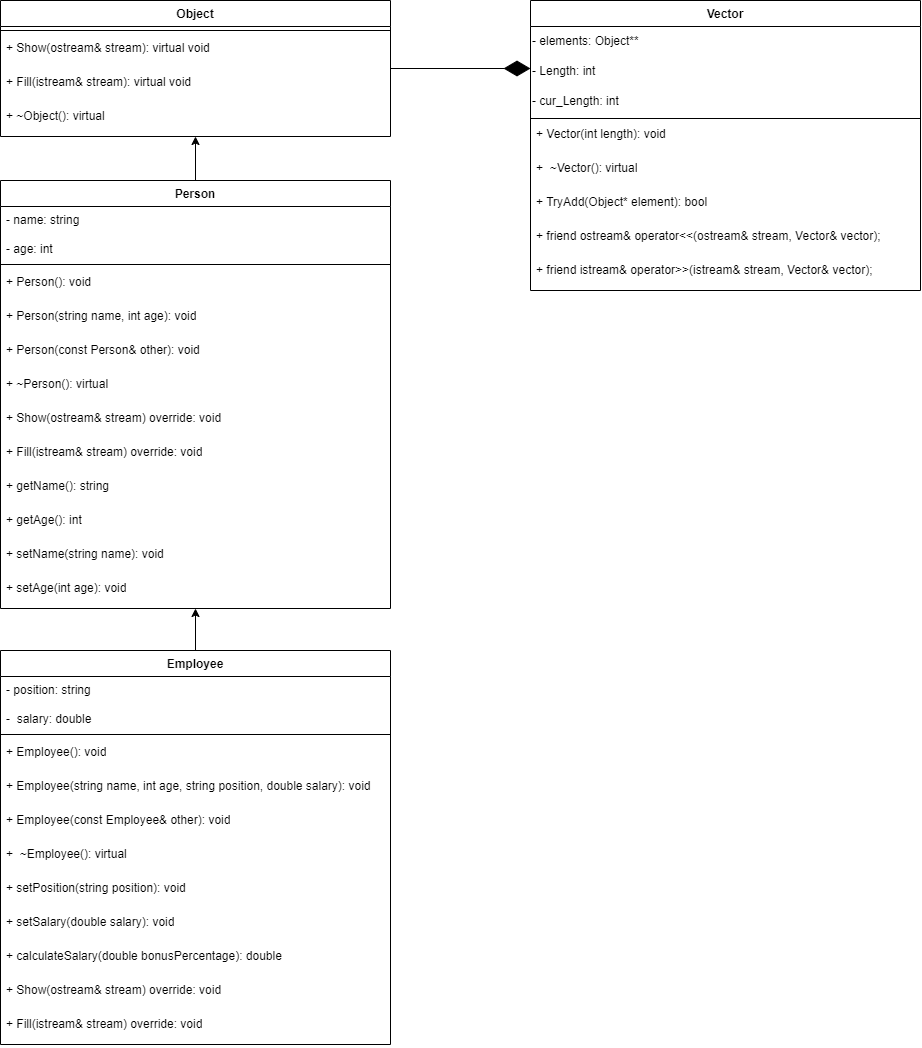 Object
+ Show(ostream& stream): virtual void
+ Fill(istream& stream): virtual void
+ ~Object(): virtual
Vector
- elements: Object**
- Length: int
- cur_Length: int
+ Vector(int length): void
+  ~Vector(): virtual
+ TryAdd(Object* element): bool
+ friend ostream& operator<<(ostream& stream, Vector& vector);
+ friend istream& operator>>(istream& stream, Vector& vector);
Person
- name: string
- age: int
+ Person(): void
+ Person(string name, int age): void
+ Person(const Person& other): void
+ ~Person(): virtual
+ Show(ostream& stream) override: void
+ Fill(istream& stream) override: void
+ getName(): string
+ getAge(): int
+ setName(string name): void
+ setAge(int age): void
Employee
- position: string
-  salary: double
+ Employee(): void
+ Employee(string name, int age, string position, double salary): void
+ Employee(const Employee& other): void
+  ~Employee(): virtual
+ setPosition(string position): void
+ setSalary(double salary): void
+ calculateSalary(double bonusPercentage): double
+ Show(ostream& stream) override: void
+ Fill(istream& stream) override: void